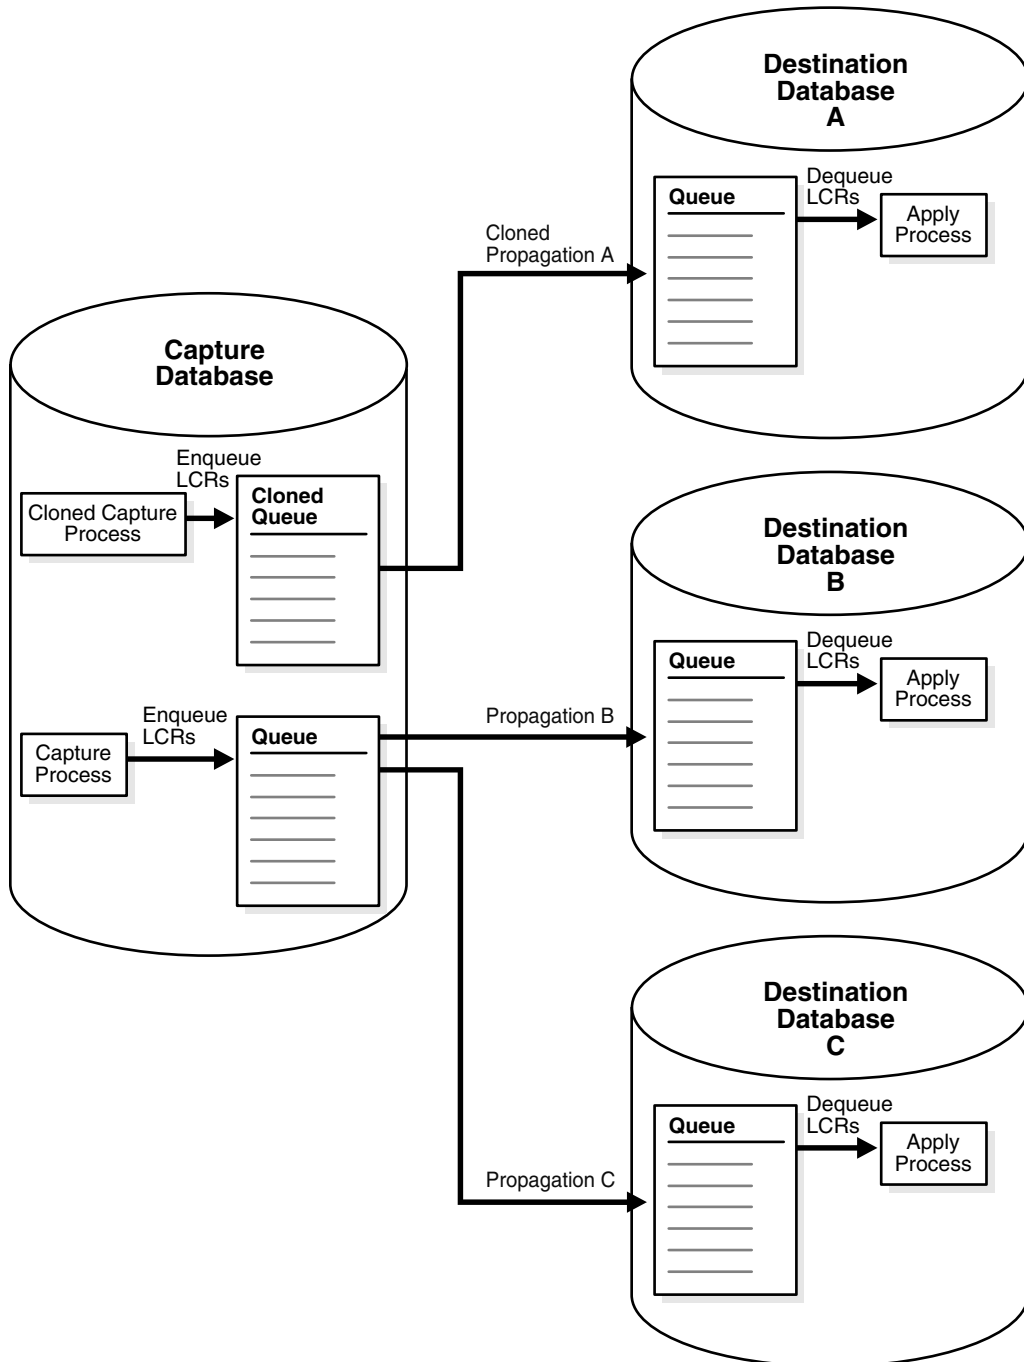 Destination
Database
A
Queue
Dequeue
LCRs
Apply
Process
Cloned
Propagation A
Capture
Database
Enqueue
LCRs
Cloned Capture
Process
Cloned
Queue
Destination
Database
B
Queue
Dequeue
LCRs
Apply
Process
Propagation B
Enqueue
LCRs
Capture
Process
Queue
Destination
Database
C
Queue
Dequeue
LCRs
Apply
Process
Propagation C